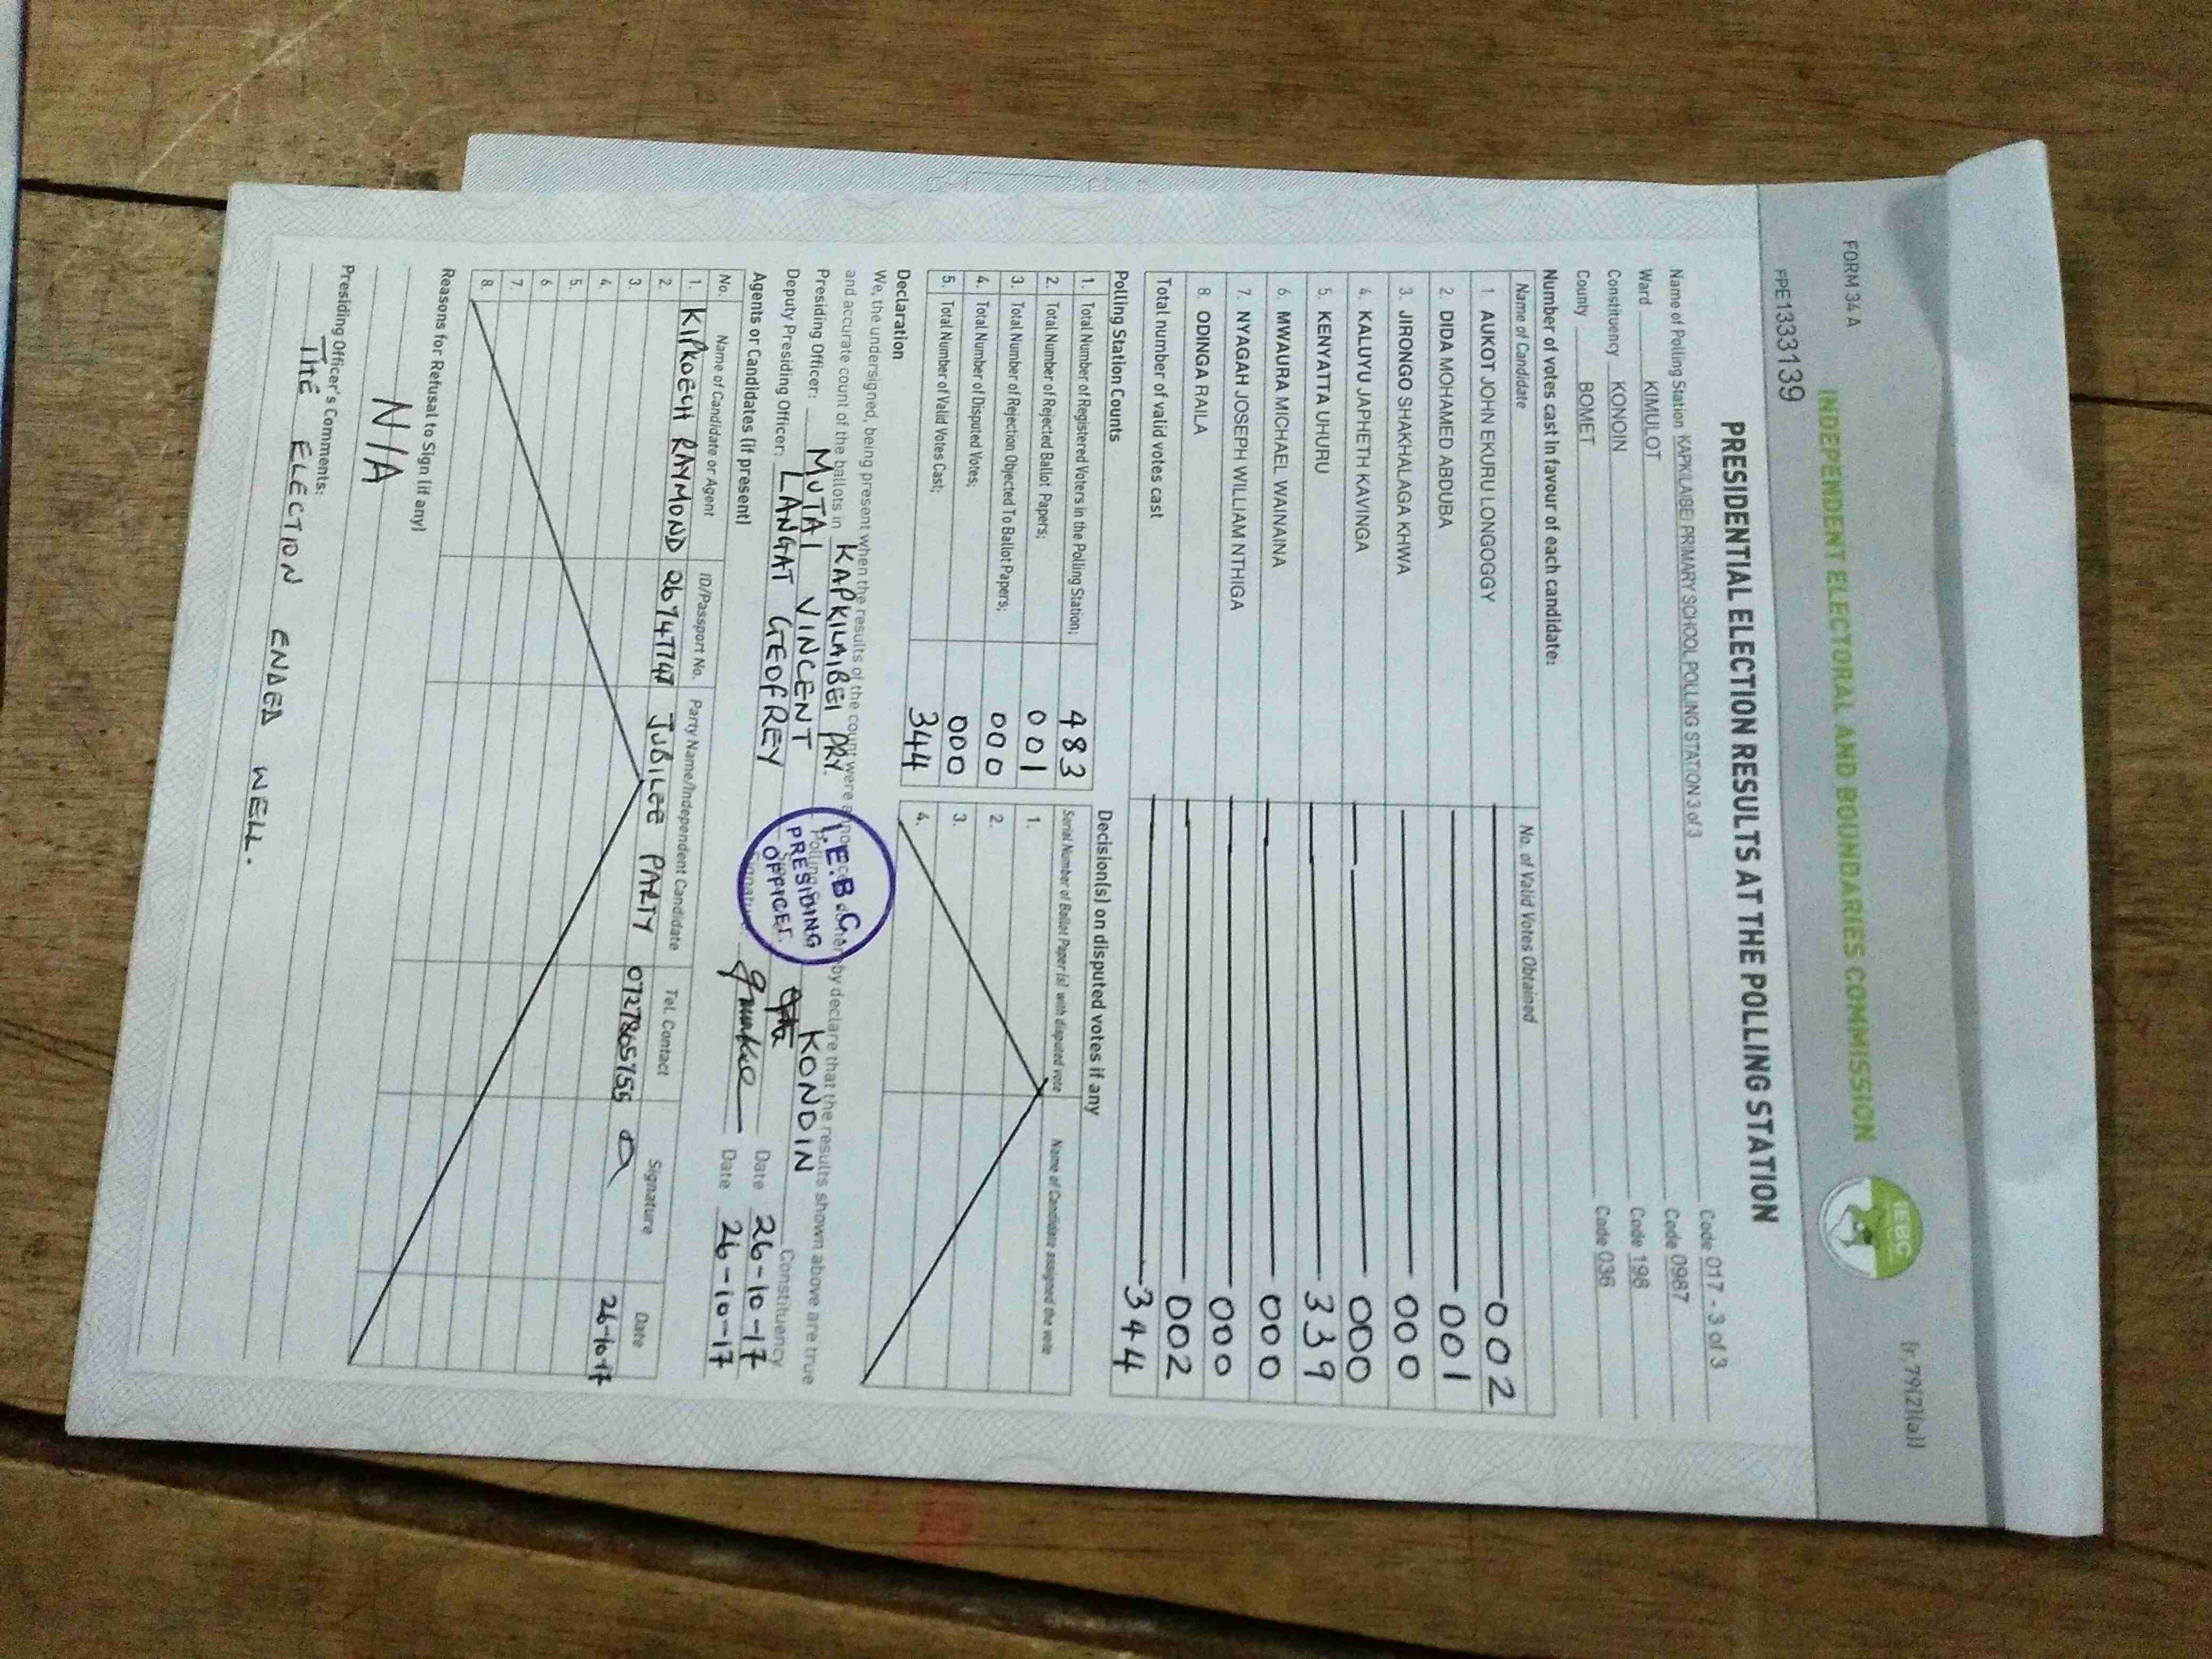 FORM 34 A
[r.79(2)(a)]
INDEPENDENT ELECTORAL AND BOUNDARIES COMMISSION
IEBC
FPE1333139
PRESIDENTIAL ELECTION RESULTS AT THE POLLING STATION
Name of Polling Station KAPKILAIBEI PRIMARY SCHOOL POLLING STATION 3 of 3 Code 017 - 3 of 3
Ward KIMULOT Code 0987
Constituency KONOIN Code 198
County BOMET Code 036
Number of votes cast in favour of each candidate:
Name of Candidate No. of Valid Votes Obtained
1. AUKOT JOHN EKURU LONGOGGY 002
2. DIDA MOHAMED ABDUBA 001
3. JIRONGO SHAKHALAGA KHWA 000
4. KALUYU JAPHETH KAVINGA 000
5. KENYATTA UHURU 339
6. MWAURA MICHAEL WAINAINA 000
7. NYAGAH JOSEPH WILLIAM NTHIGA 000
8. ODINGA RAILA 002
Total number of valid votes cast 344
Polling Station Counts
1. Total Number of Registered Voters in the Polling Station; 483
2. Total Number of Rejected Ballot Papers; 001
3. Total Number of Rejection Objected To Ballot Papers; 000
4. Total Number of Disputed Votes; 000
5. Total Number of Valid Votes Cast; 344
Decision(s) on disputed votes if any
Serial Number of Ballot Paper (s) with disputed vote Name of Candidate assigned the vote
1.
2.
3.
4.
Declaration
We, the undersigned, being present when the results of the count were announced, do hereby declare that the results shown above are true
and accurate count of the ballots in KAPKILAIBEI PRY. Polling KONOIN Constituency
Presiding Officer: MUTAI VINCENT Date 26-10-17
Deputy Presiding Officer: LANGAT GEOFREY Signature Date 26-10-17
I.E.B.C
PRESIDING
OFFICER.
Agents or Candidates (if present)
No. Name of Candidate or Agent ID/Passport No. Party Name/Independent Candidate Tel. Contact Signature Date
1. KIPKOECH RAYMOND JUBILEE PARTY 26-10-17
2.
3.
4.
5.
6.
7.
8.
Reasons for Refusal to Sign (if any)
N/A
Presiding Officer's Comments:
THE ELECTION ENDED WELL.